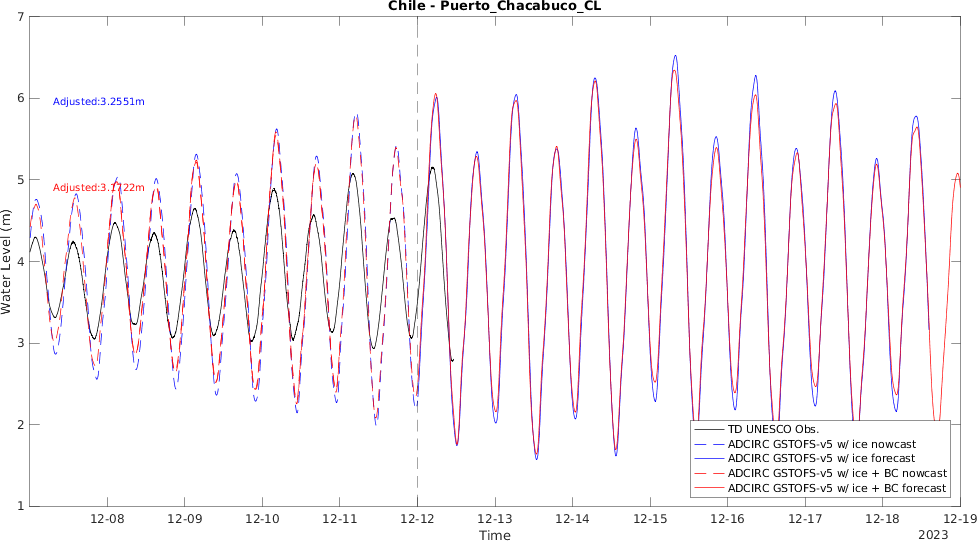 Chile - Puerto_Chacabuco_CL
7
6
5
4
3
2
1
Water Level (m)
Adjusted:3.2551m
Adjusted:3.1722m
TD UNESCO Obs.
ADCIRC GSTOFS-v5 w/ ice nowcast
ADCIRC GSTOFS-v5 w/ ice forecast
ADCIRC GSTOFS-v5 w/ ice + BC nowcast
ADCIRC GSTOFS-v5 w/ ice + BC forecast
12-08 12-09 12-10 12-11 12-12 12-13 12-14 12-15 12-16 12-17 12-18 12-19
Time
2023